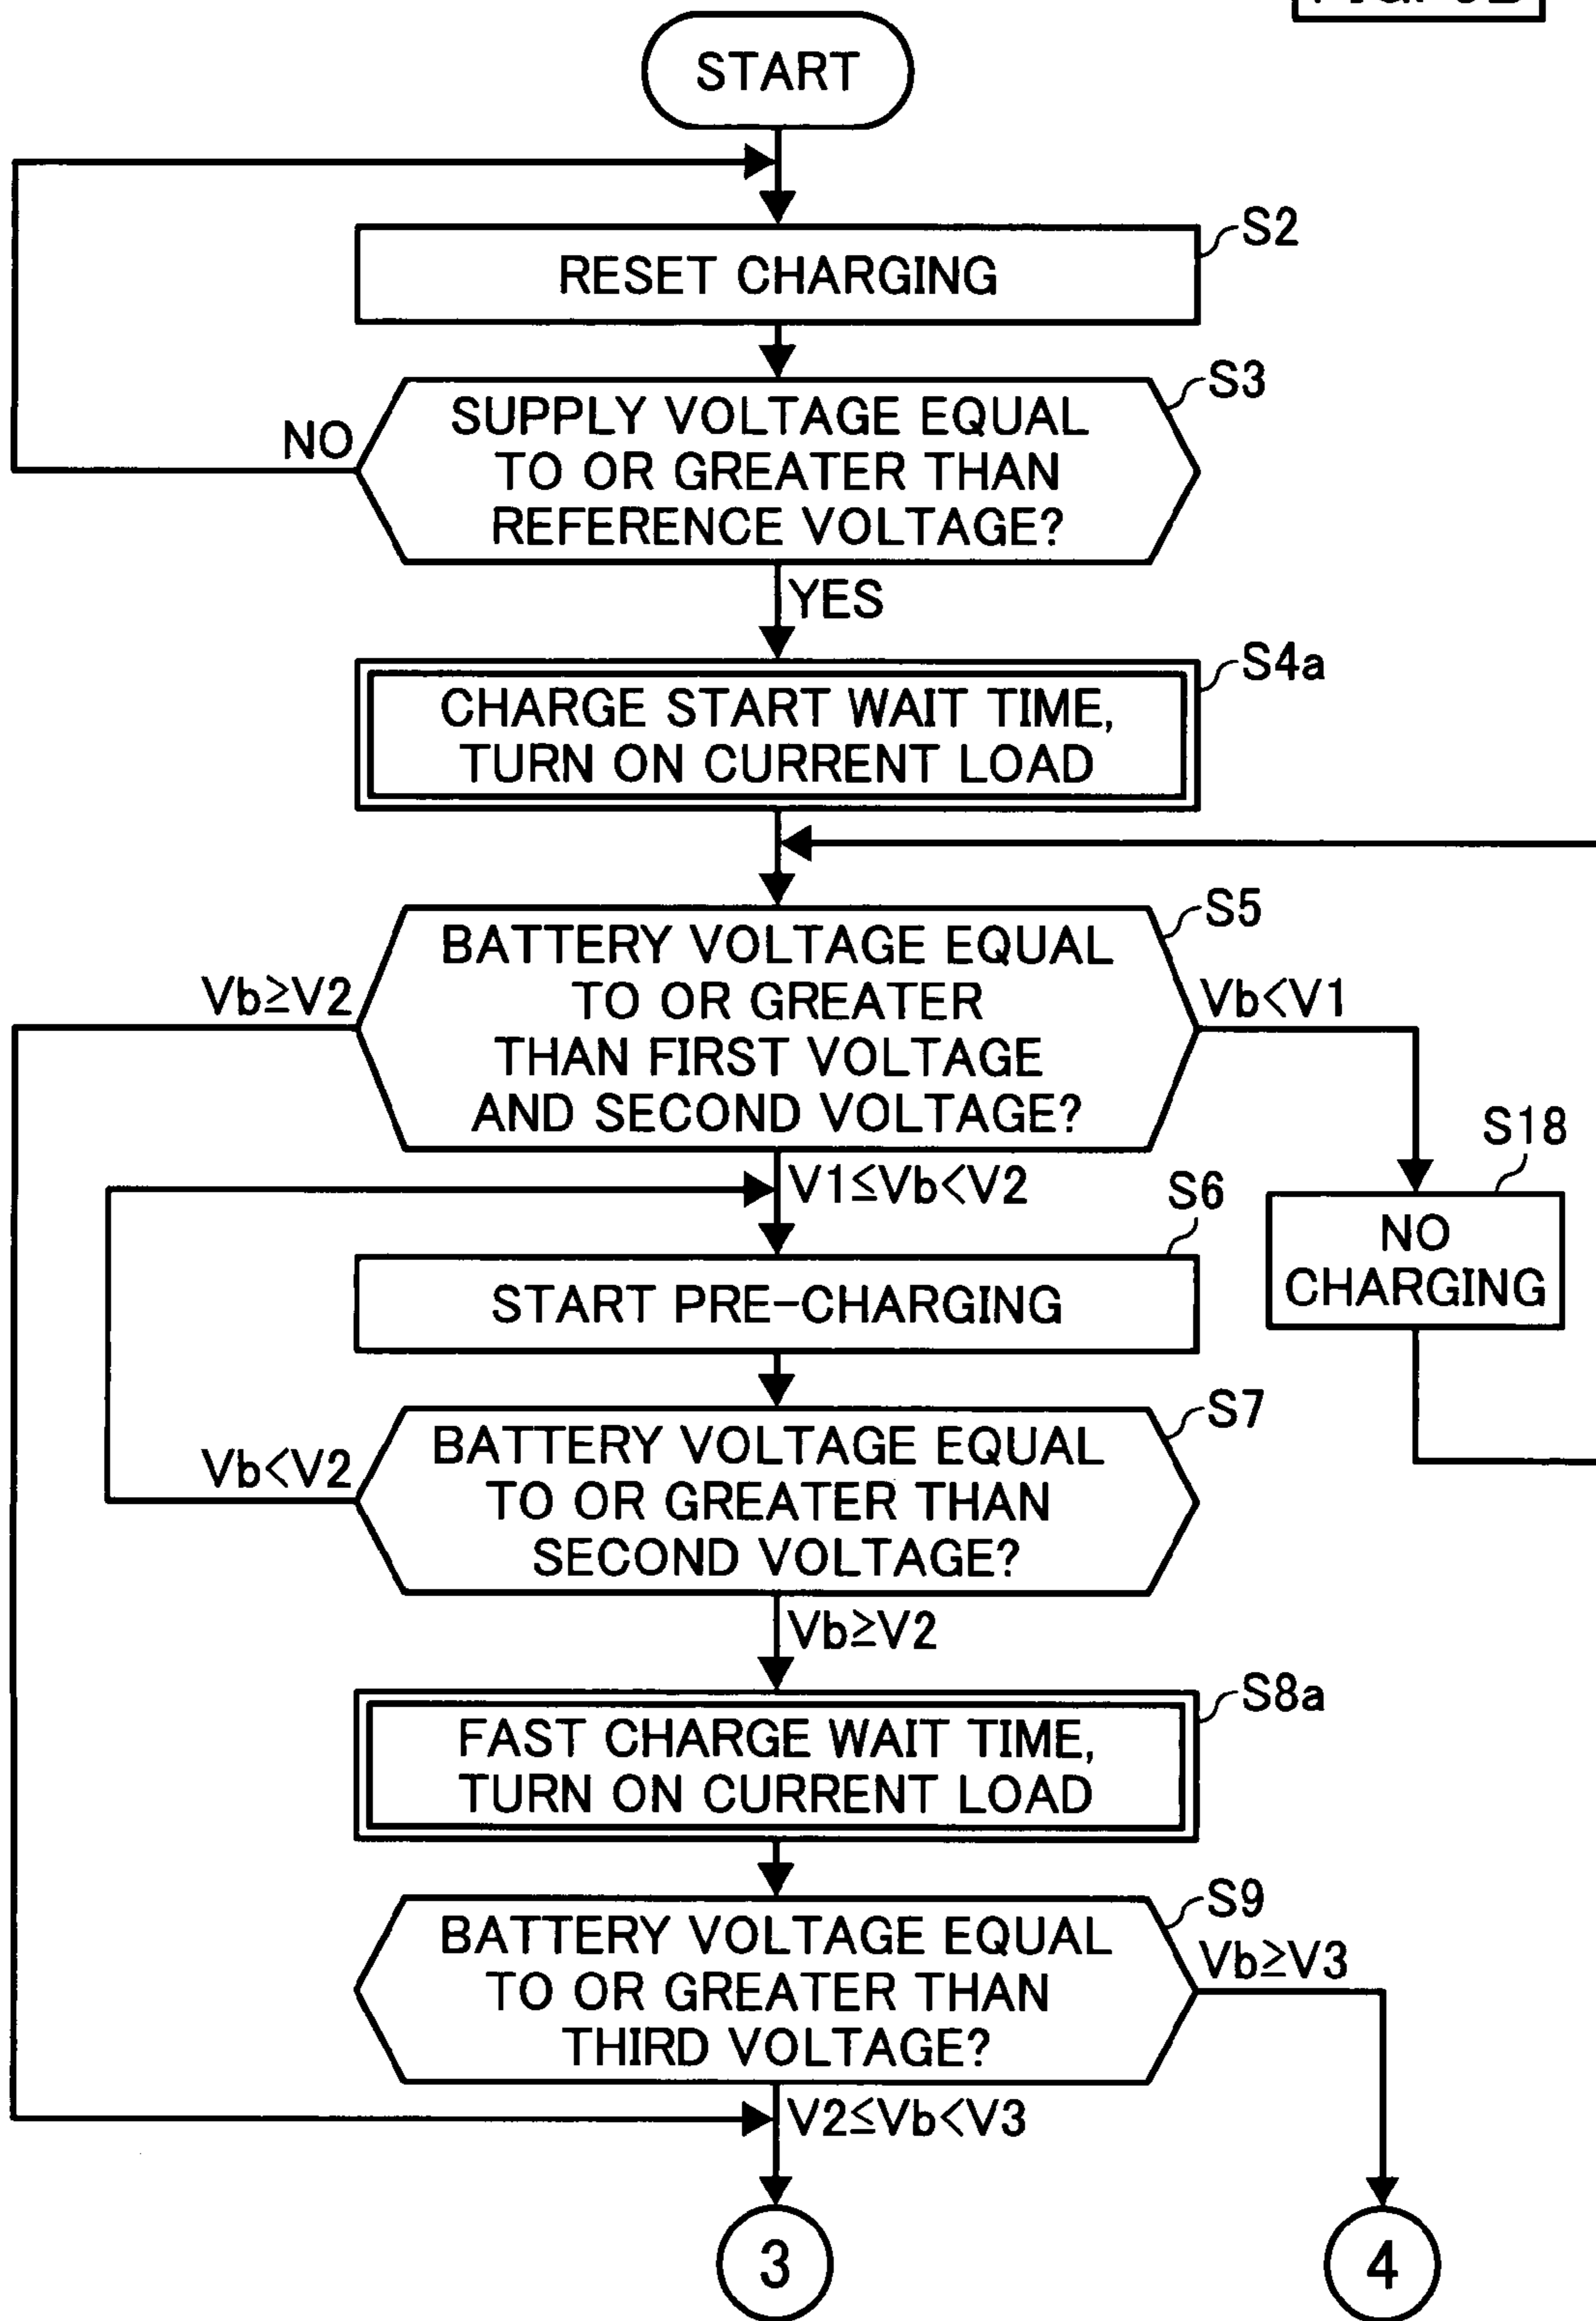 START
RESET CHARGING
S2
SUPPLY VOLTAGE EQUAL
TO OR GREATER THAN
REFERENCE VOLTAGE?
S3
NO
YES
CHARGE START WAIT TIME,
TURN ON CURRENT LOAD
S4a
BATTERY VOLTAGE EQUAL
TO OR GREATER
THAN FIRST VOLTAGE
AND SECOND VOLTAGE?
S5
Vb≥V2
Vb<V1
V1≤Vb<V2
S18
NO
CHARGING
S6
START PRE-CHARGING
BATTERY VOLTAGE EQUAL
TO OR GREATER THAN
SECOND VOLTAGE?
S7
Vb<V2
Vb≥V2
FAST CHARGE WAIT TIME,
TURN ON CURRENT LOAD
S8a
BATTERY VOLTAGE EQUAL
TO OR GREATER THAN
THIRD VOLTAGE?
S9
Vb≥V3
V2≤Vb<V3
3
4